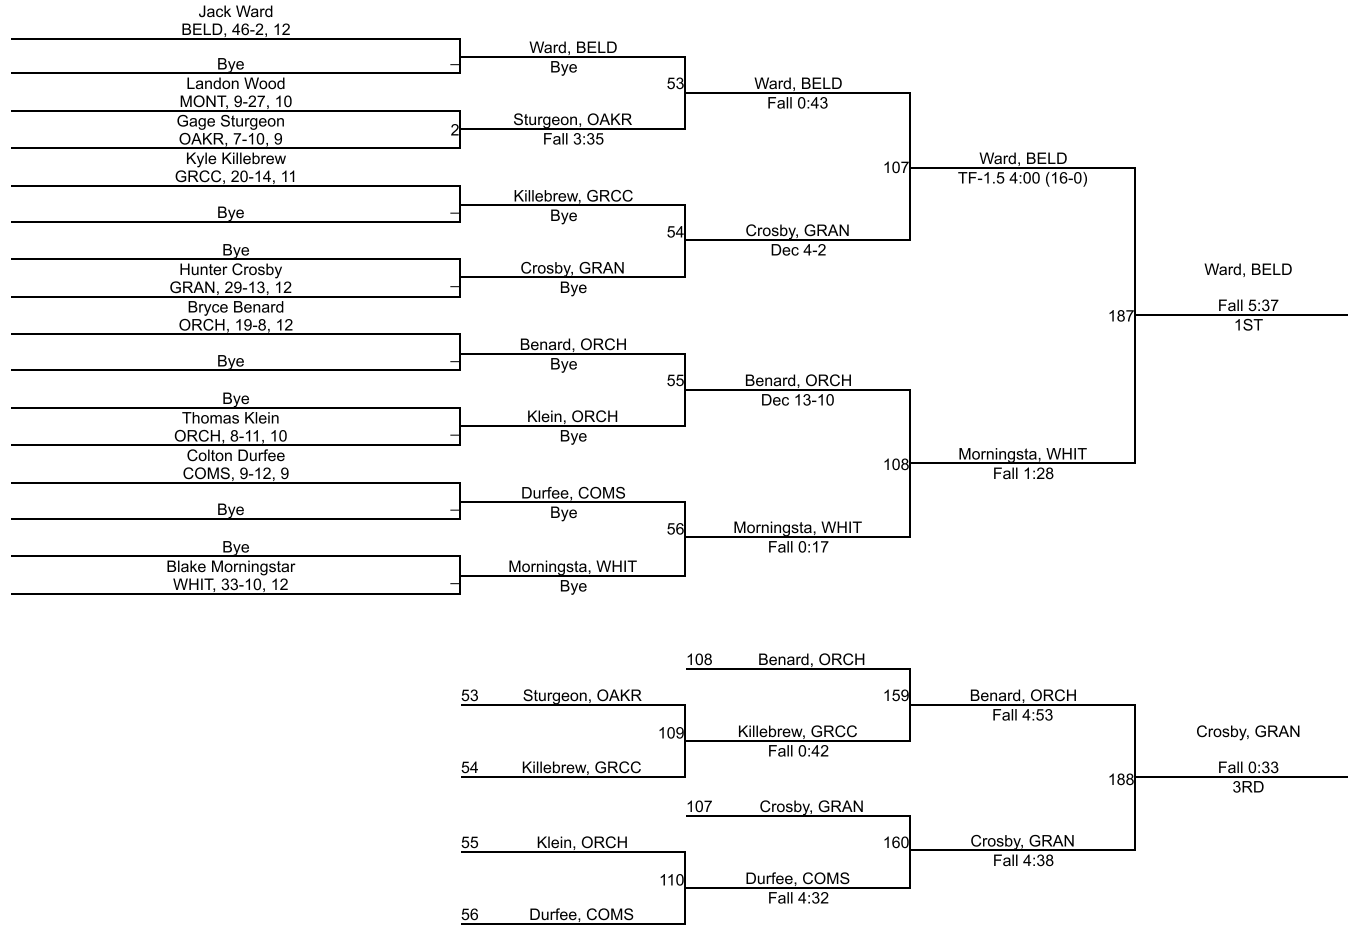 Jack Ward
BELD, 46-2, 12
Bye
–
Landon Wood
MONT, 9-27, 10
Gage Sturgeon
OAKR, 7-10, 9
2
Kyle Killebrew
GRCC, 20-14, 11
Bye
–
Bye
Hunter Crosby
GRAN, 29-13, 12
–
Bryce Benard
ORCH, 19-8, 12
Bye
–
Bye
Thomas Klein
ORCH, 8-11, 10
–
Colton Durfee
COMS, 9-12, 9
Bye
–
Bye
Blake Morningstar
WHIT, 33-10, 12
–
Ward, BELD
Bye
53
Sturgeon, OAKR
Fall 3:35
Killebrew, GRCC
Bye
54
Crosby, GRAN
Bye
Benard, ORCH
Bye
55
Klein, ORCH
Bye
Durfee, COMS
Bye
56
Morningsta, WHIT
Bye
Ward, BELD
Fall 0:43
107
Crosby, GRAN
Dec 4-2
Benard, ORCH
Dec 13-10
108
Morningsta, WHIT
Fall 0:17
Ward, BELD
TF-1.5 4:00 (16-0)
187
Morningsta, WHIT
Fall 1:28
Ward, BELD
Fall 5:37
1ST
53 Sturgeon, OAKR
109
54 Killebrew, GRCC
55 Klein, ORCH
110
56 Durfee, COMS
108 Benard, ORCH
159
Killebrew, GRCC
Fall 0:42
107 Crosby, GRAN
160
Durfee, COMS
Fall 4:32
Benard, ORCH
Fall 4:53
188
Crosby, GRAN
Fall 4:38
Crosby, GRAN
Fall 0:33
3RD